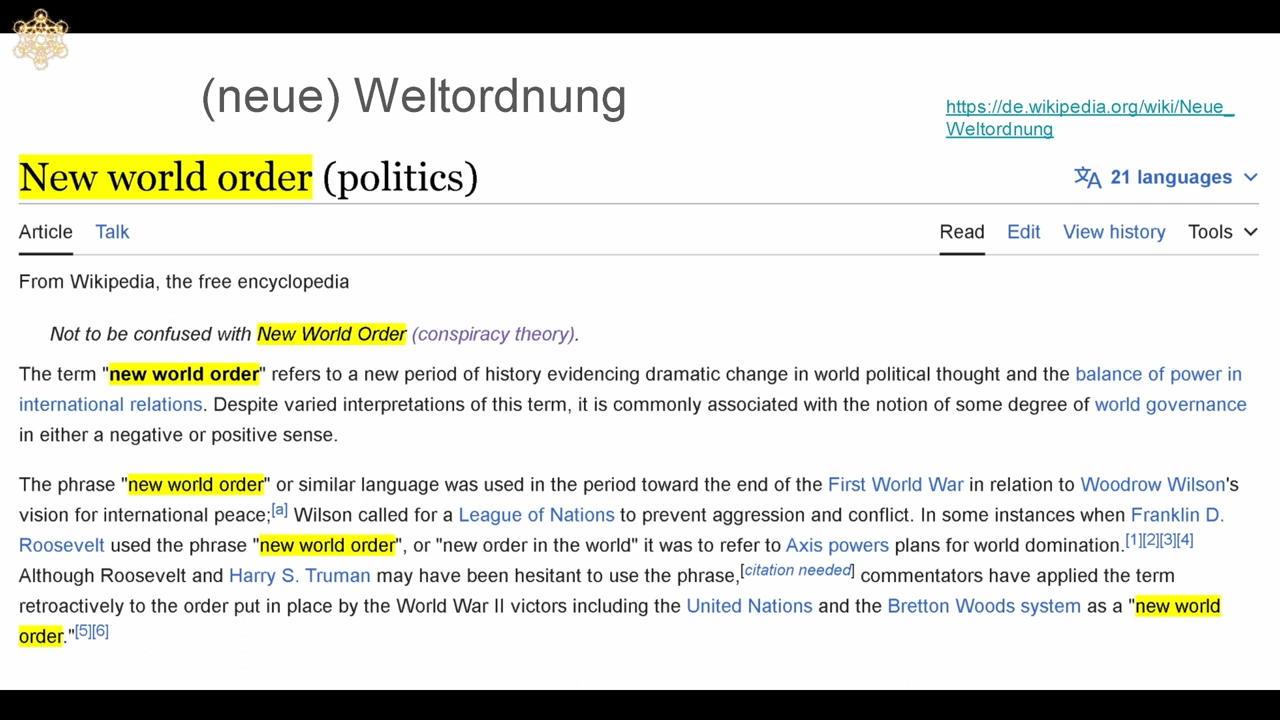 (neue) Weltordnung
https://de.wikipedia.org/wiki/Neue_
Weltordnung
New world order (politics)
21 languages
Article Talk
Read Edit View history Tools
From Wikipedia, the free encyclopedia
Not to be confused with New World Order (conspiracy theory).
The term "new world order" refers to a new period of history evidencing dramatic change in world political thought and the balance of power in
international relations. Despite varied interpretations of this term, it is commonly associated with the notion of some degree of world governance
in either a negative or positive sense.
The phrase "new world order" or similar language was used in the period toward the end of the First World War in relation to Woodrow Wilson's
vision for international peace;[a] Wilson called for a League of Nations to prevent aggression and conflict. In some instances when Franklin D.
Roosevelt used the phrase "new world order", or "new order in the world" it was to refer to Axis powers plans for world domination.[1][2][3][4]
Although Roosevelt and Harry S. Truman may have been hesitant to use the phrase,[citation needed] commentators have applied the term
retroactively to the order put in place by the World War II victors including the United Nations and the Bretton Woods system as a "new world
order."[5][6]